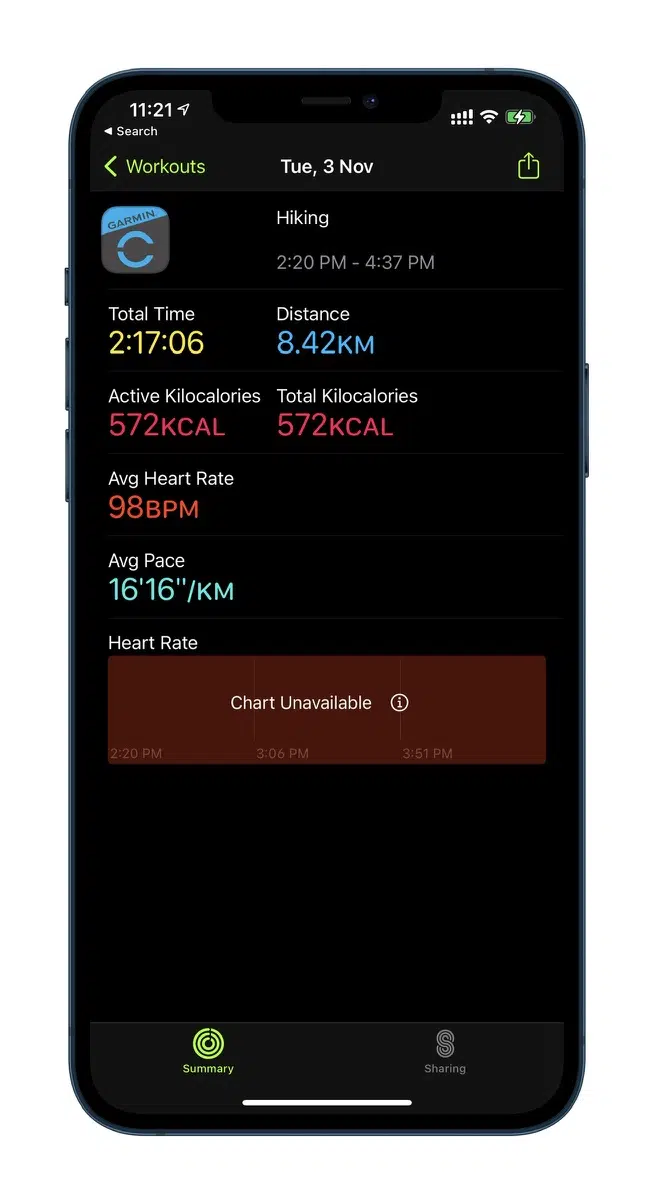 11:21
◀ Search
Workouts
Tue, 3 Nov
GARMIN
Hiking
2:20 PM - 4:37 PM
Total Time
Distance
2:17:06
8.42KM
Active Kilocalories
Total Kilocalories
572KCAL
572KCAL
Avg Heart Rate
98BPM
Avg Pace
16'16"/KM
Heart Rate
Chart Unavailable
2:20 PM
3:06 PM
3:51 PM
Summary
Sharing